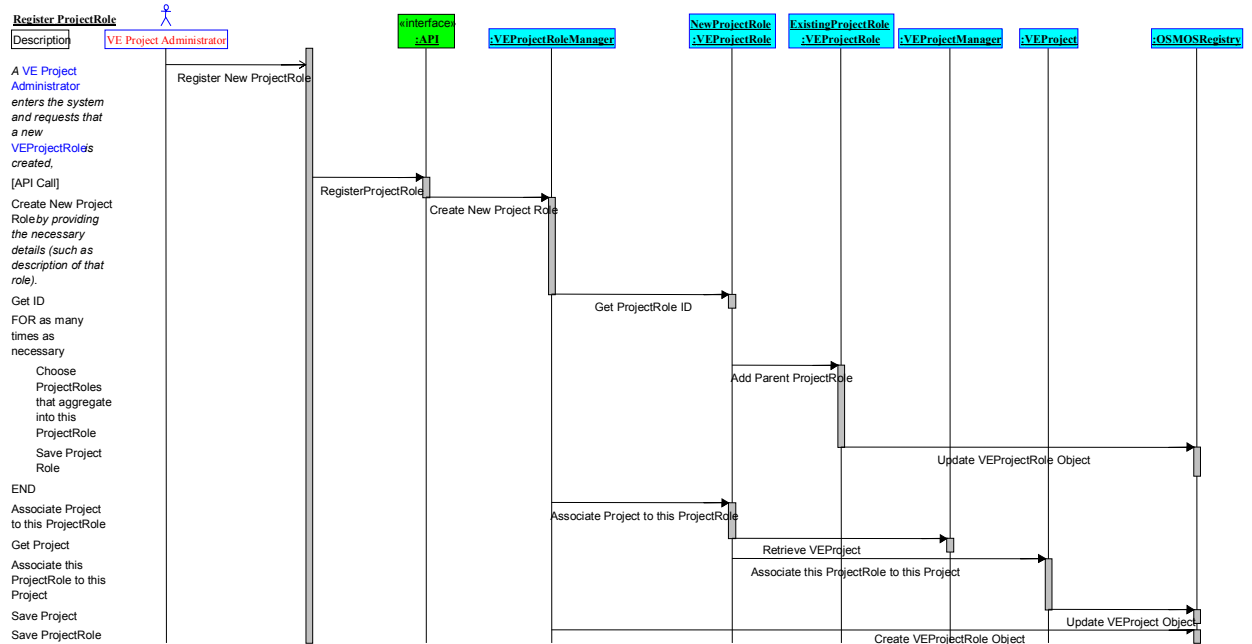 Register ProjectRole
Description
VE Project Administrator
«interface»
:API
:VEProjectRoleManager
NewProjectRole
:VEProjectRole
ExistingProjectRole
:VEProjectRole
:VEProjectManager
:VEProject
:OSMOSRegistry
A VE Project
Administrator
enters the system
and requests that
a new
VEProjectRole is
created,
[API Call]
Create New Project
Role by providing
the necessary
details (such as
description of that
role).
Get ID
FOR as many
times as
necessary
Choose
ProjectRoles
that aggregate
into this
ProjectRole
Save Project
Role
END
Associate Project
to this ProjectRole
Get Project
Associate this
ProjectRole to this
Project
Save Project
Save ProjectRole
Register New ProjectRole
RegisterProjectRole
Create New Project Role
Get ProjectRole ID
Add Parent ProjectRole
Update VEProjectRole Object
Associate Project to this ProjectRole
Retrieve VEProject
Associate this ProjectRole to this Project
Update VEProject Object
Create VEProjectRole Object